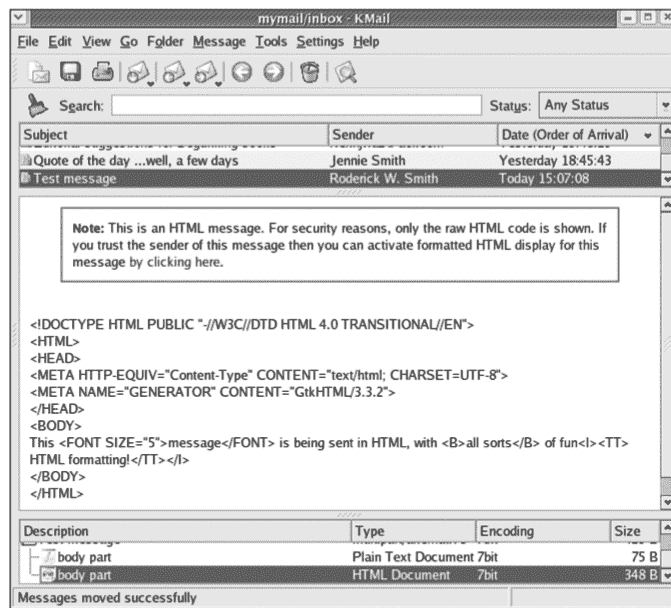 mymail/inbox - KMail
File Edit View Go Folder Message Tools Settings Help
Search: Status: Any Status
Subject Sender Date (Order of Arrival)
Quote of the day ...well, a few days Jennie Smith Yesterday 18:45:43
Test message Roderick W. Smith Today 15:07:08
Note: This is an HTML message. For security reasons, only the raw HTML code is shown. If
you trust the sender of this message then you can activate formatted HTML display for this
message by clicking here.
<!DOCTYPE HTML PUBLIC "-//W3C//DTD HTML 4.0 TRANSITIONAL//EN">
<HTML>
<HEAD>
<META HTTP-EQUIV="Content-Type" CONTENT="text/html; CHARSET=UTF-8">
<META NAME="GENERATOR" CONTENT="GtkHTML/3.3.2">
</HEAD>
<BODY>
This <FONT SIZE="5">message</FONT> is being sent in HTML, with <B>all sorts</B> of fun<I><TT>
HTML formatting!</TT></I>
</BODY>
</HTML>
Description Type Encoding Size
body part Plain Text Document 7bit 75 B
body part HTML Document 7bit 348 B
Messages moved successfully